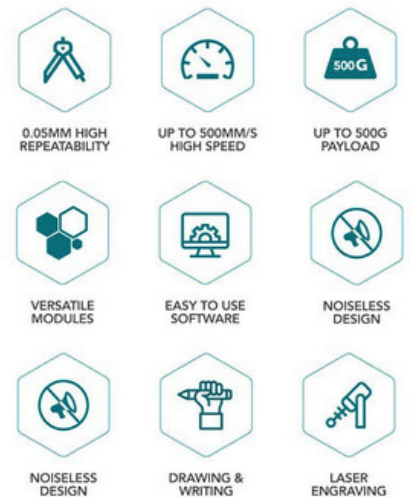 500G
0.05MM HIGH
REPEATABILITY
UP TO 500MM/S
HIGH SPEED
UP TO 500G
PAYLOAD
VERSATILE
MODULES
EASY TO USE
SOFTWARE
NOISELESS
DESIGN
NOISELESS
DESIGN
DRAWING &
WRITING
LASER
ENGRAVING